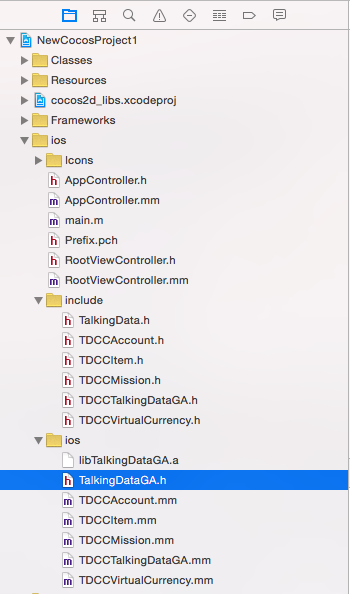 NewCocosProject1
Classes
Resources
cocos2d_libs.xcodeproj
Frameworks
ios
Icons
h AppController.h
m AppController.mm
m main.m
h Prefix.pch
h RootViewController.h
m RootViewController.mm
include
h TalkingData.h
h TDCCAccount.h
h TDCCItem.h
h TDCCMission.h
h TDCCTalkingDataGA.h
h TDCCVirtualCurrency.h
ios
libTalkingDataGA.a
h TalkingDataGA.h
m TDCCAccount.mm
m TDCCItem.mm
m TDCCMission.mm
m TDCCTalkingDataGA.mm
m TDCCVirtualCurrency.mm